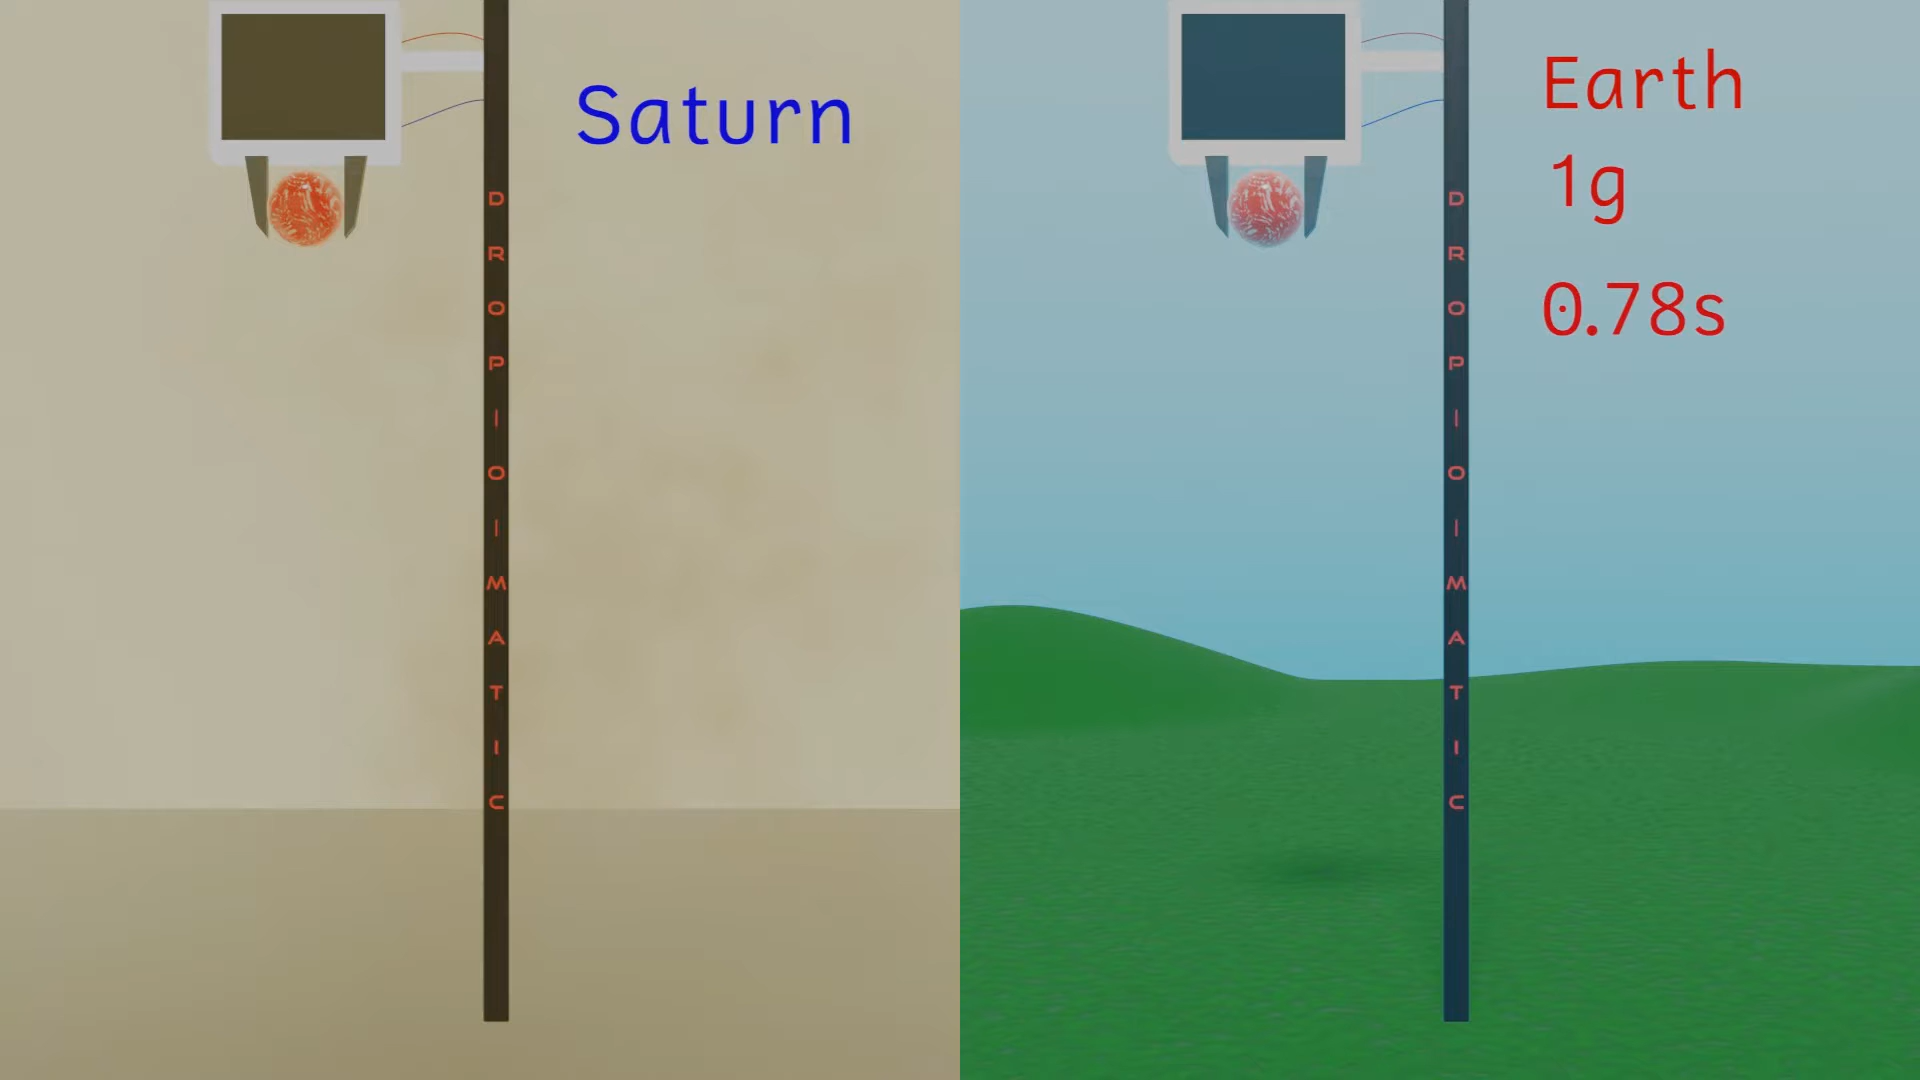 Saturn
DROPIOIMATIC
Earth
1g
0.78s
DROPIOIMATIC